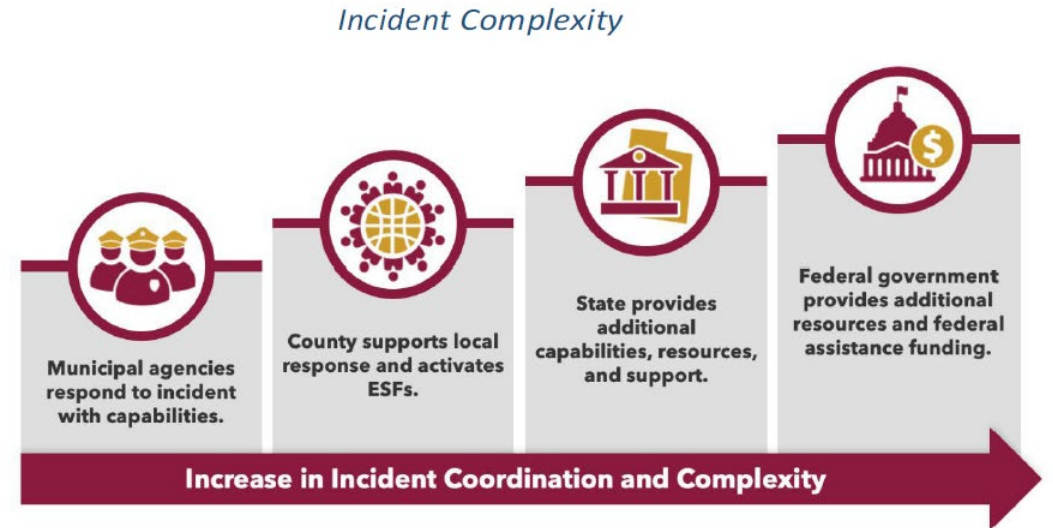 Incident Complexity
Municipal agencies
respond to incident
with capabilities.
County supports local
response and activates
ESFs.
State provides
additional
capabilities, resources,
and support.
$
Federal government
provides additional
resources and federal
assistance funding.
Increase in Incident Coordination and Complexity